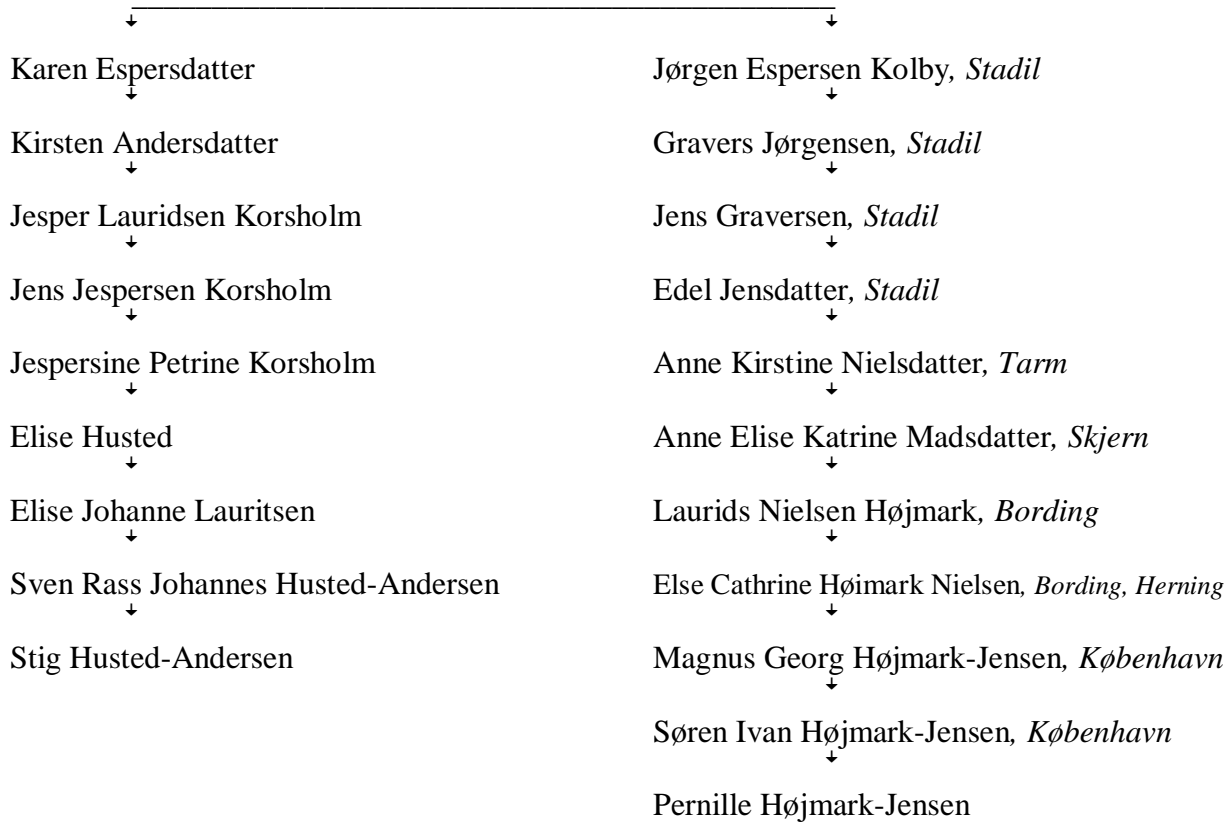 Karen Espersdatter
Jørgen Espersen Kolby, Stadil
Kirsten Andersdatter
Gravers Jørgensen, Stadil
Jesper Lauridsen Korsholm
Jens Graversen, Stadil
Jens Jespersen Korsholm
Edel Jensdatter, Stadil
Jespersine Petrine Korsholm
Anne Kirstine Nielsdatter, Tarm
Elise Husted
Anne Elise Katrine Madsdatter, Skjern
Elise Johanne Lauritsen
Laurids Nielsen Højmark, Bording
Sven Rass Johannes Husted-Andersen
Else Cathrine Høimark Nielsen, Bording, Herning
Stig Husted-Andersen
Magnus Georg Højmark-Jensen, København
Søren Ivan Højmark-Jensen, København
Pernille Højmark-Jensen